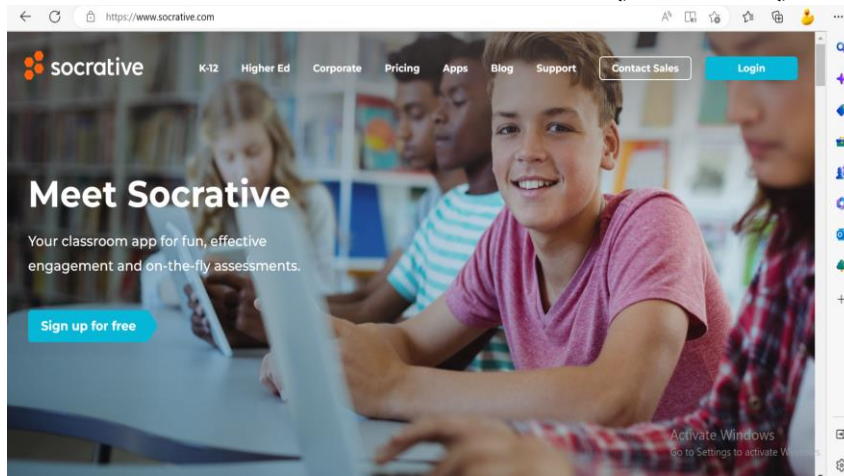 https://www.socrative.com
socrative
K-12 Higher Ed Corporate Pricing Apps Blog Support Contact Sales Login
Meet Socrative
Your classroom app for fun, effective
engagement and on-the-fly assessments.
Sign up for free
Activate Windows
Go to Settings to activate